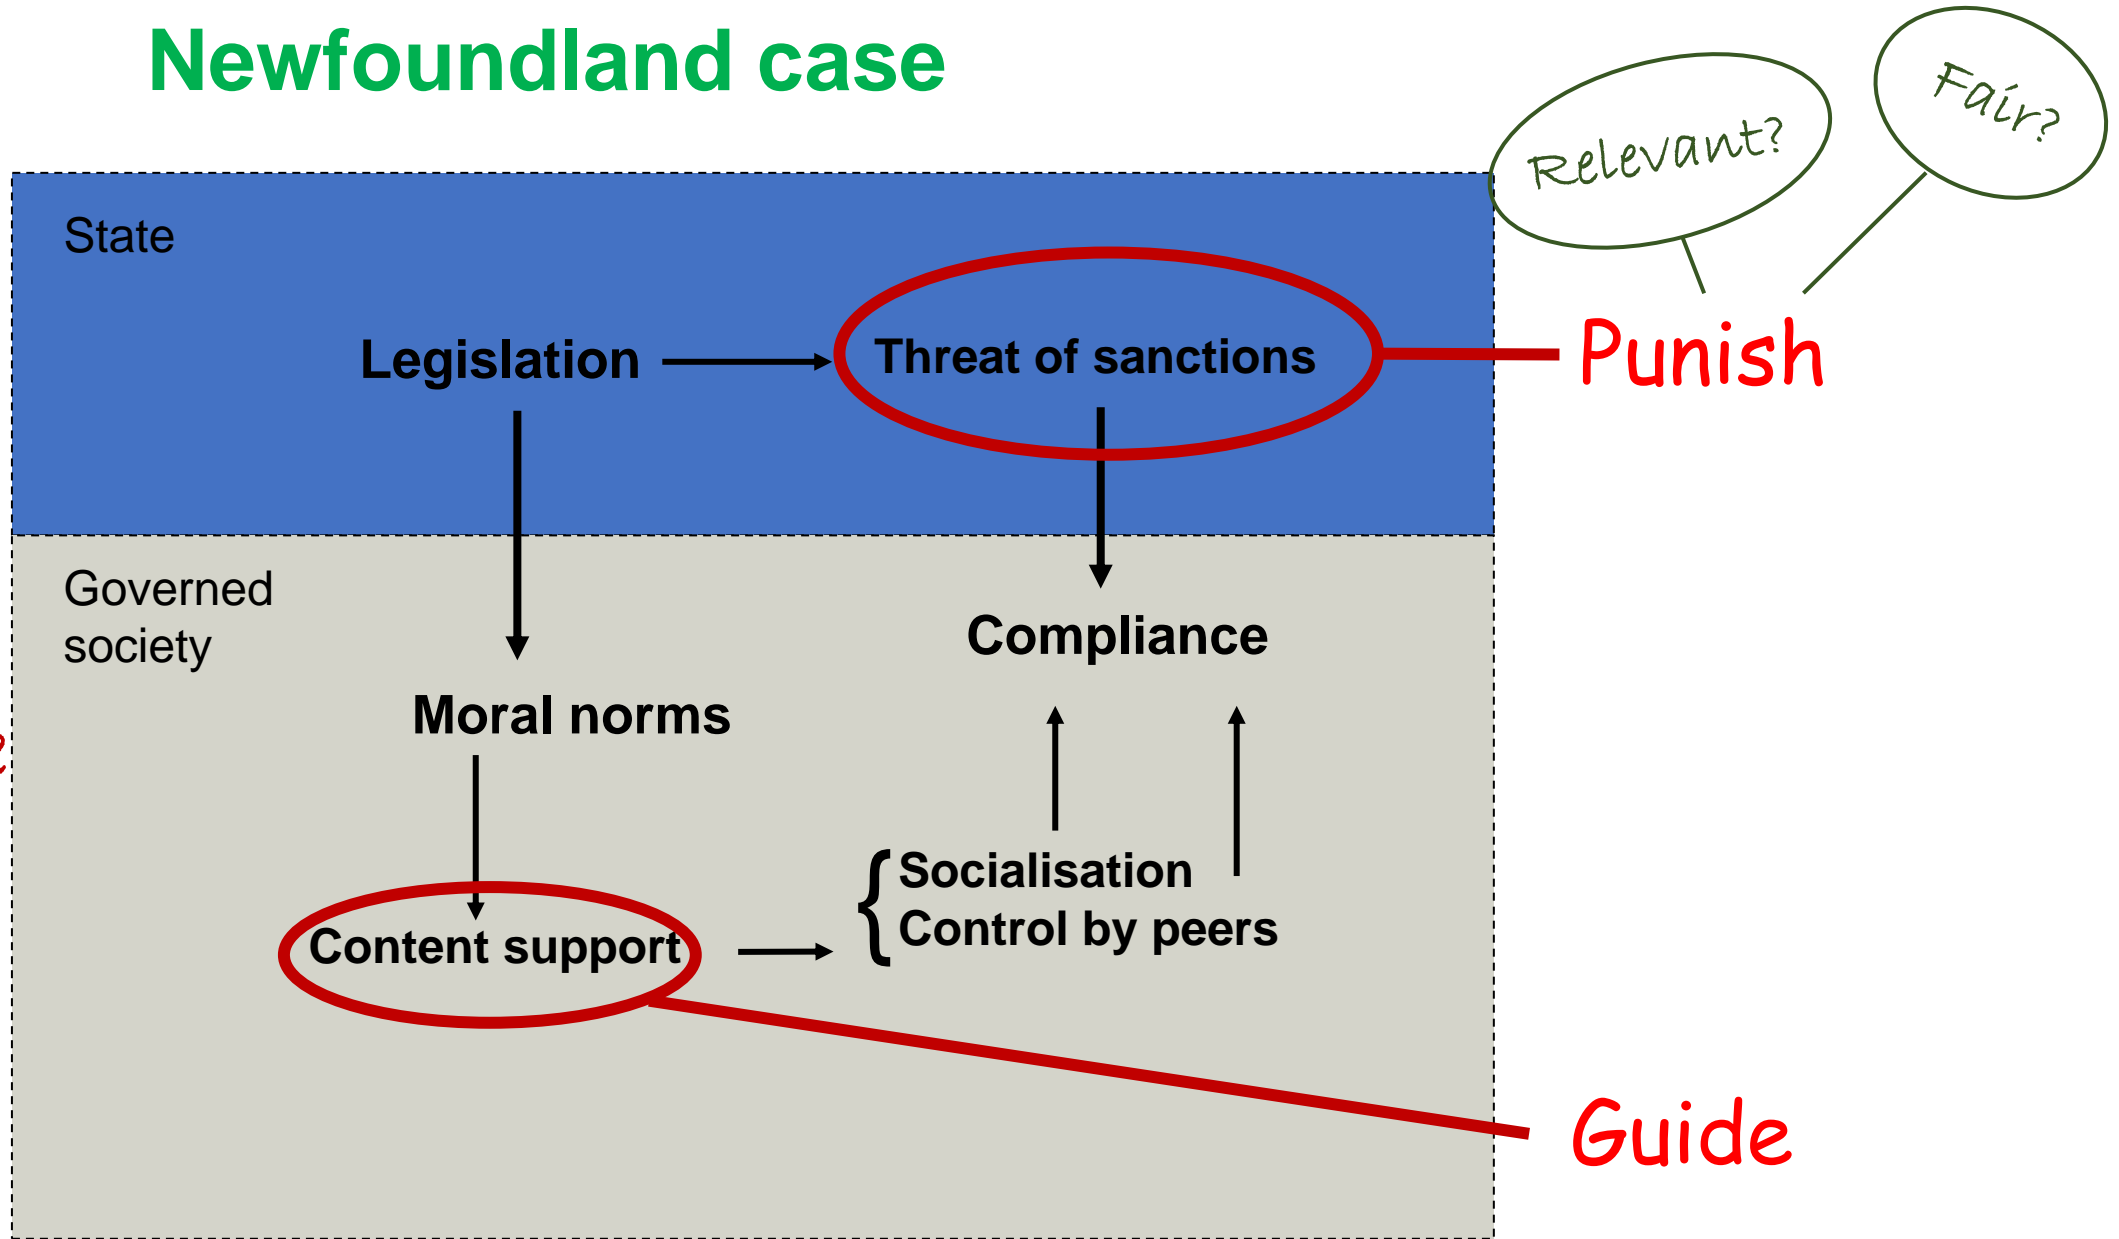 Newfoundland case
Relevant?
Fair?
State
Legislation
Threat of sanctions
Punish
Governed
society
Compliance
Moral norms
Socialisation
Control by peers
Content support
Guide